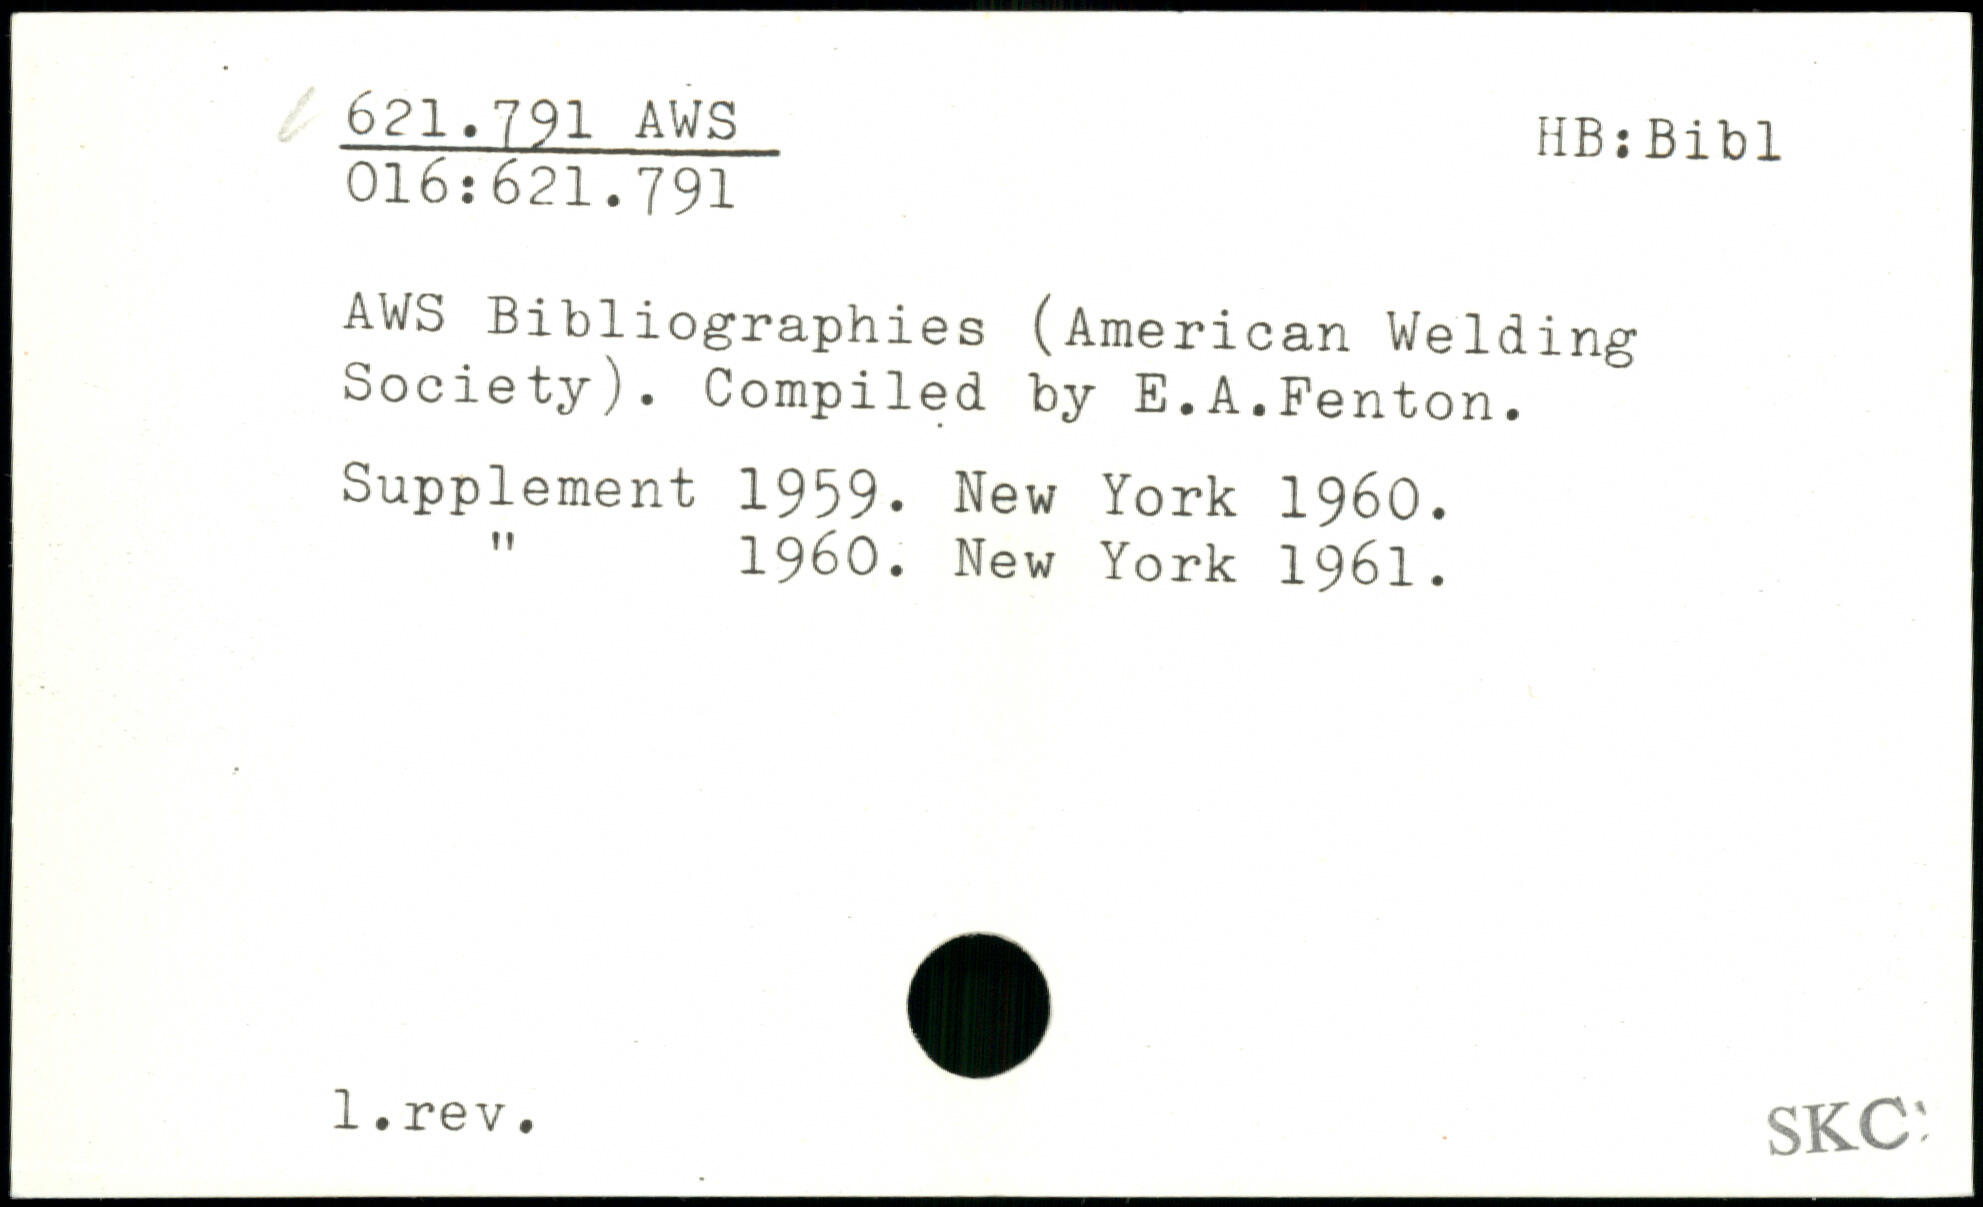 621.791 AWS
HB:Bibl
016:621.791
AWS Bibliographies (American Welding
Society). Compiled by E.A.Fenton.
Supplement 1959. New York 1960.
" 1960. New York 1961.
1.rev.
SKC